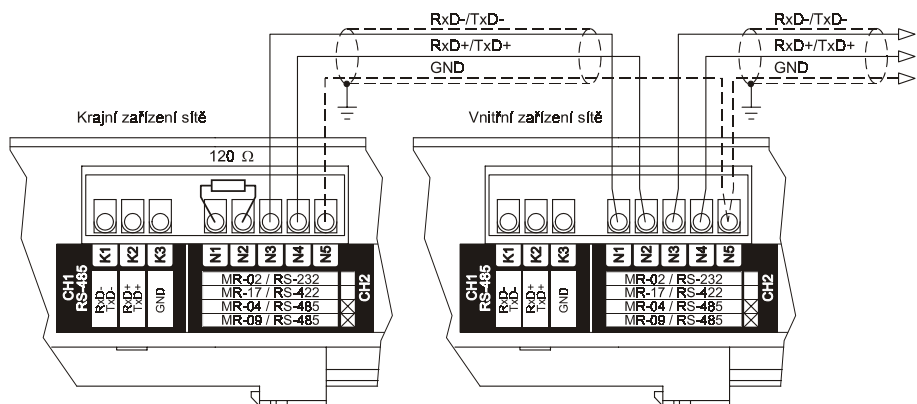 RxD-/TxD-
RxD+/TxD+
GND
RxD-/TxD-
RxD+/TxD+
GND
Krajní zařízení sítě
Vnitřní zařízení sítě
120 Ω
K1
K2
K3
N1
N2
N3
N4
N5
CH1
RS-485
RxD-
TxD-
RxD+
TxD+
GND
MR-02 / RS-232
MR-17 / RS-422
MR-04 / RS-485
MR-09 / RS-485
CH2
K1
K2
K3
N1
N2
N3
N4
N5
CH1
RS-485
RxD-
TxD-
RxD+
TxD+
GND
MR-02 / RS-232
MR-17 / RS-422
MR-04 / RS-485
MR-09 / RS-485
CH2